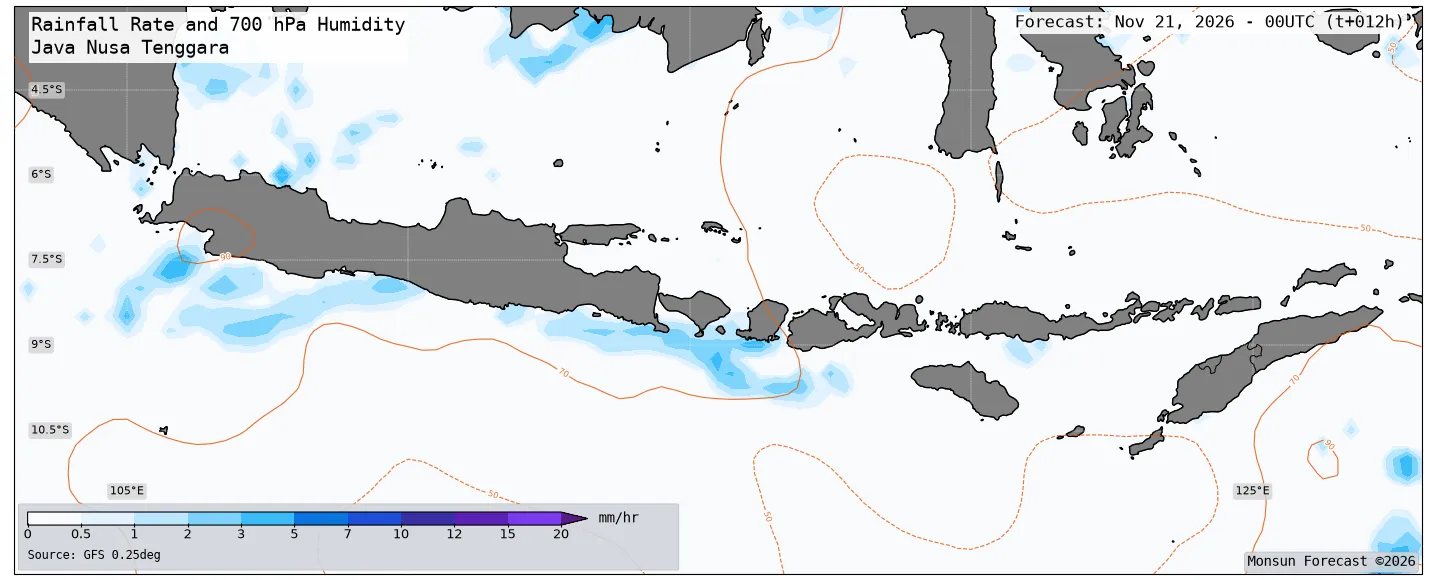 Rainfall Rate and 700 hPa Humidity
Java Nusa Tenggara
Forecast: Nov 21, 2026 - 00UTC (t+012h)
50
4.5°S
6°S
50
90
7.5°S
50
9°S
70
70
10.5°S
90
105°E
50
125°E
50
mm/hr
0 0.5 1 2 3 5 7 10 12 15 20
Source: GFS 0.25deg
Monsun Forecast ©2026